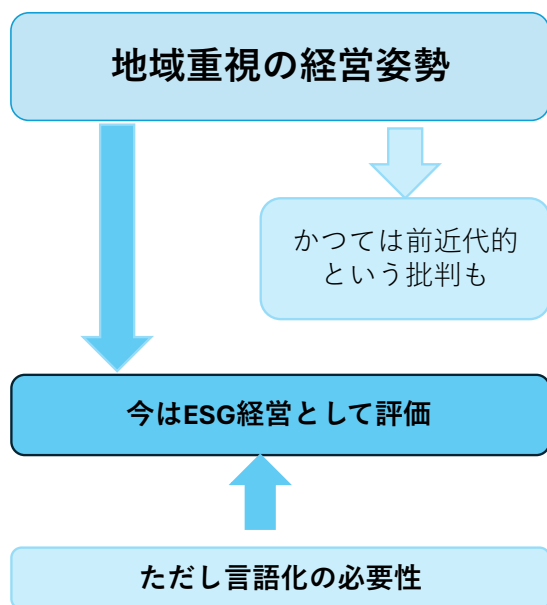 地域重視の経営姿勢
かつては前近代的
という批判も
今はESG経営として評価
ただし言語化の必要性